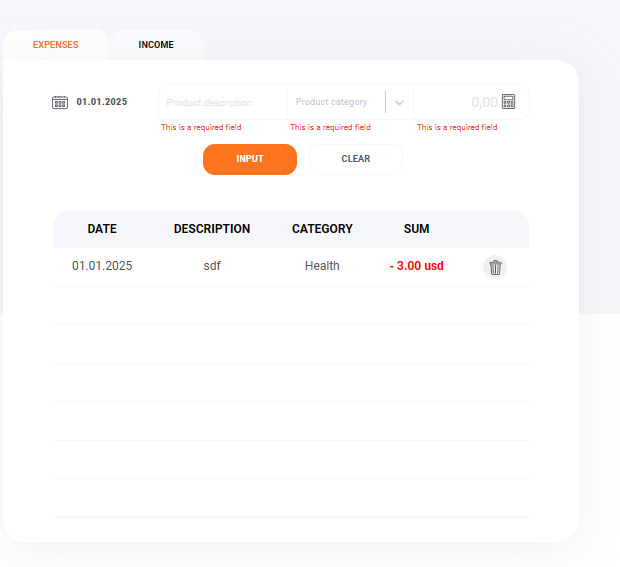 EXPENSES INCOME
01.01.2025 Product description Product category 0,00
This is a required field This is a required field This is a required field
INPUT CLEAR
DATE DESCRIPTION CATEGORY SUM
01.01.2025 sdf Health - 3.00 usd